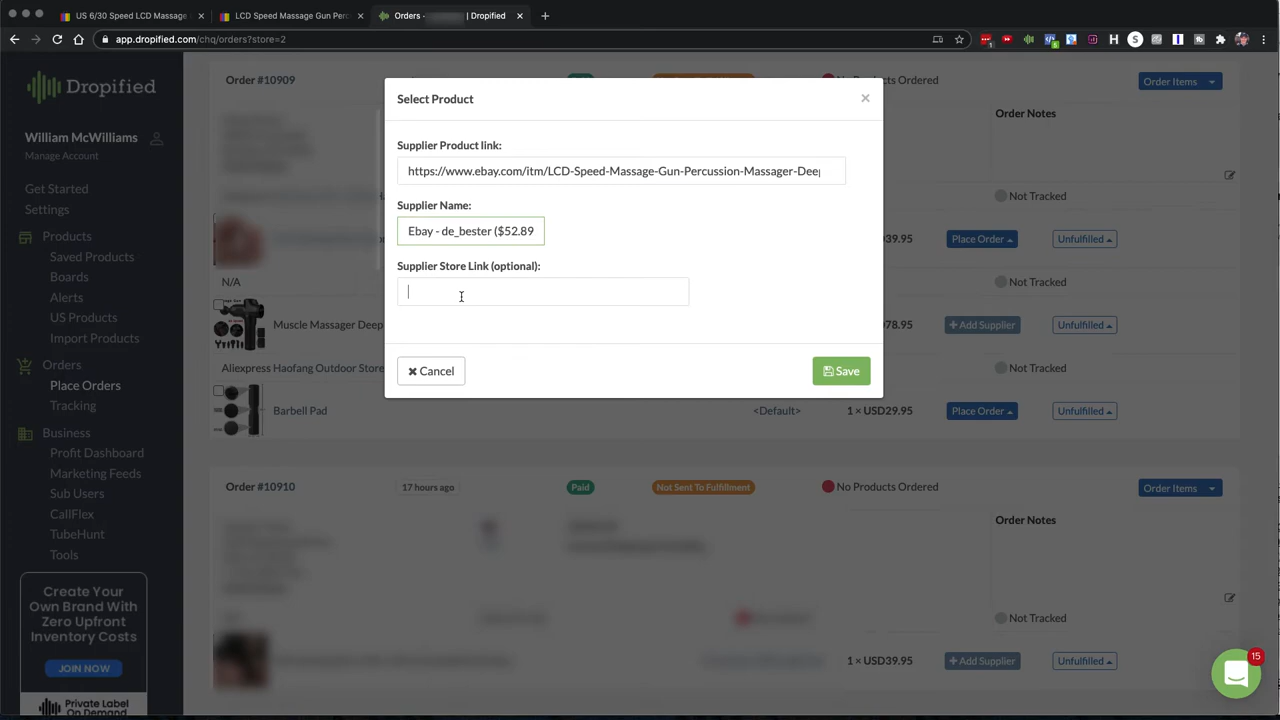 US 6/30 Speed LCD Massage
LCD Speed Massage Gun Perc
Orders - | Dropified
app.dropified.com/chq/orders?store=2
Dropified
William McWilliams
Manage Account
Get Started
Settings
Products
Saved Products
Boards
Alerts
US Products
Import Products
Orders
Place Orders
Tracking
Business
Profit Dashboard
Marketing Feeds
Sub Users
CallFlex
TubeHunt
Tools
Create Your
Own Brand With
Zero Upfront
Inventory Costs
JOIN NOW
Private Label
On Demand
Order #10909
Paid
No Products Ordered
Order Items
Order Notes
Not Tracked
39.95
Place Order
Unfulfilled
N/A
Not Tracked
Muscle Massager Deep
78.95
Add Supplier
Unfulfilled
Aliexpress Haofang Outdoor Store
Not Tracked
Barbell Pad
<Default>
1 × USD29.95
Place Order
Unfulfilled
Select Product
×
Supplier Product link:
https://www.ebay.com/itm/LCD-Speed-Massage-Gun-Percussion-Massager-Deep
Supplier Name:
Ebay - de_bester ($52.89
Supplier Store Link (optional):
Cancel
Save
Order #10910
17 hours ago
Paid
Not Sent To Fulfillment
No Products Ordered
Order Items
Order Notes
Not Tracked
1 × USD39.95
Add Supplier
Unfulfilled
15